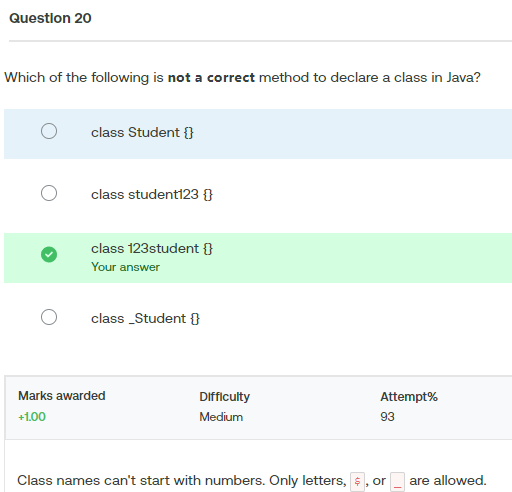 Question 20
Which of the following is not a correct method to declare a class in Java?
class Student {}
class student123 {}
class 123student {}
Your answer
class _Student {}
Marks awarded Difficulty Attempt%
+1.00 Medium 93
Class names can't start with numbers. Only letters, $, or _ are allowed.